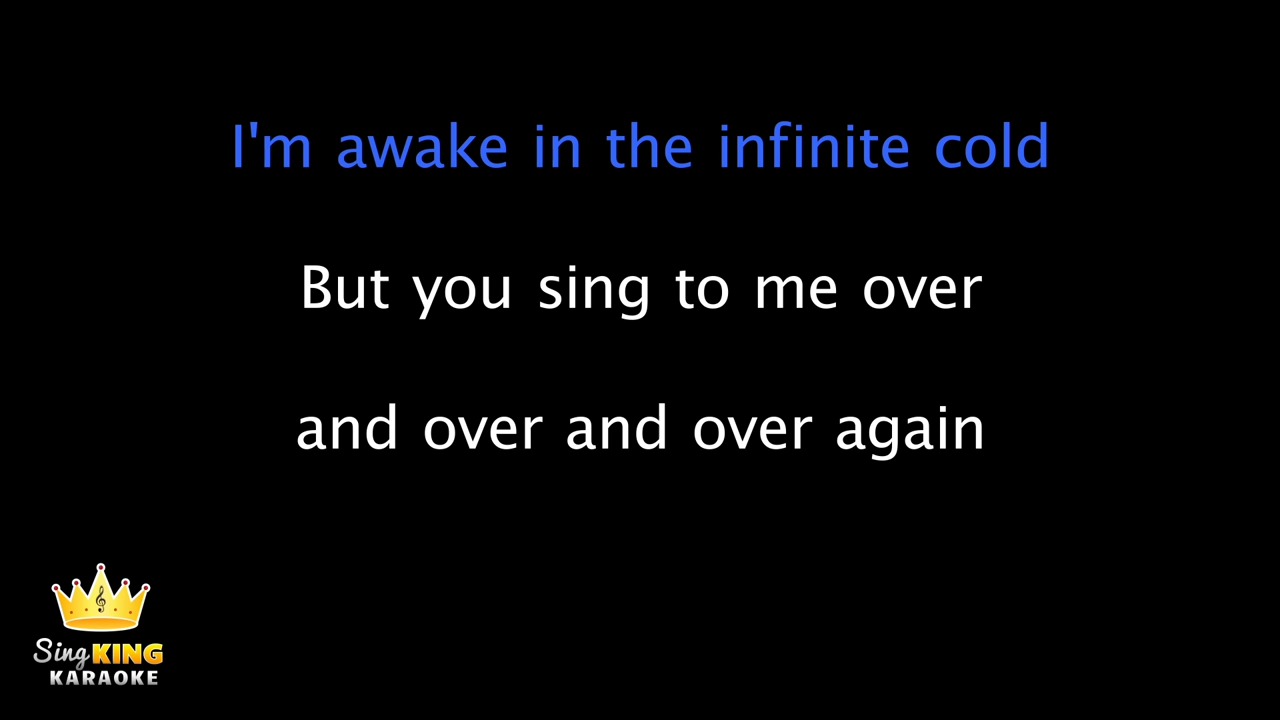 I'm awake in the infinite cold
But you sing to me over
and over and over again
Sing KING
KARAOKE